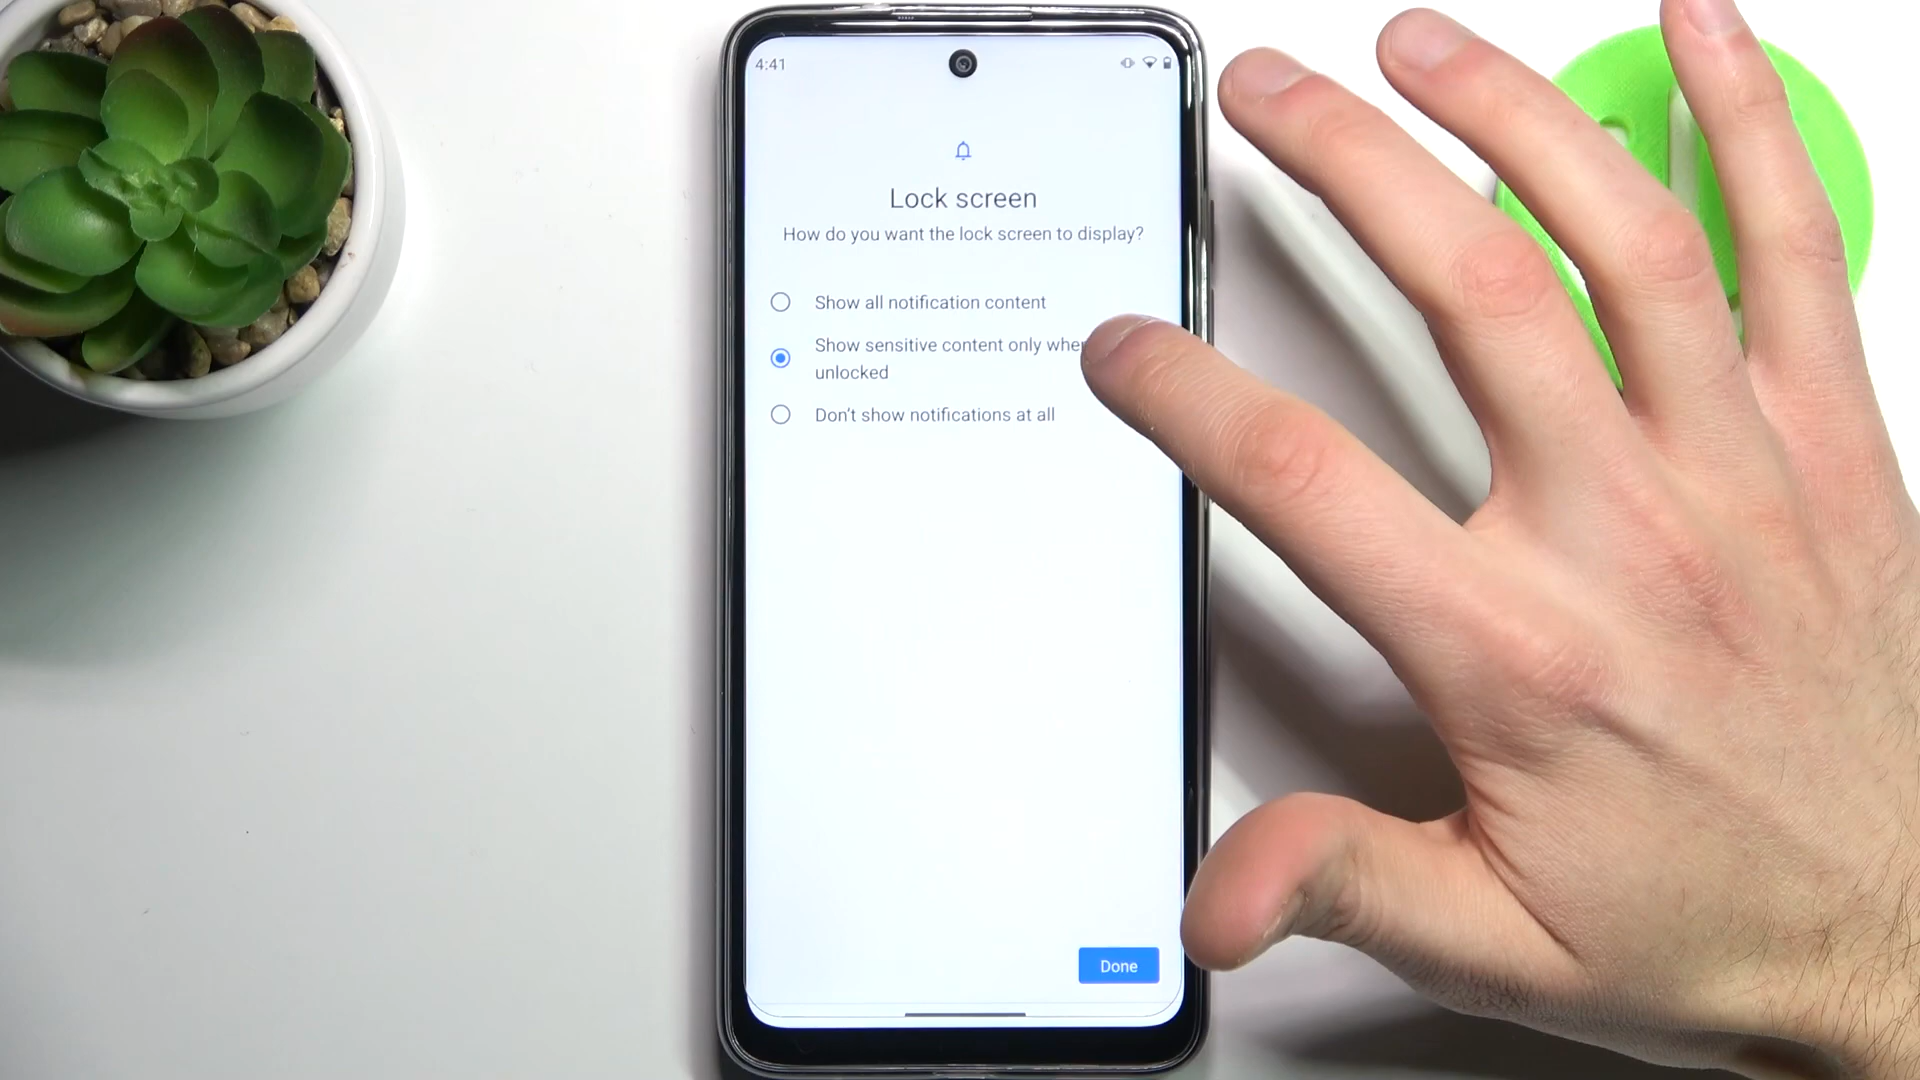 4:41
Lock screen
How do you want the lock screen to display?
Show all notification content
Show sensitive content only when
unlocked
Don't show notifications at all
Done